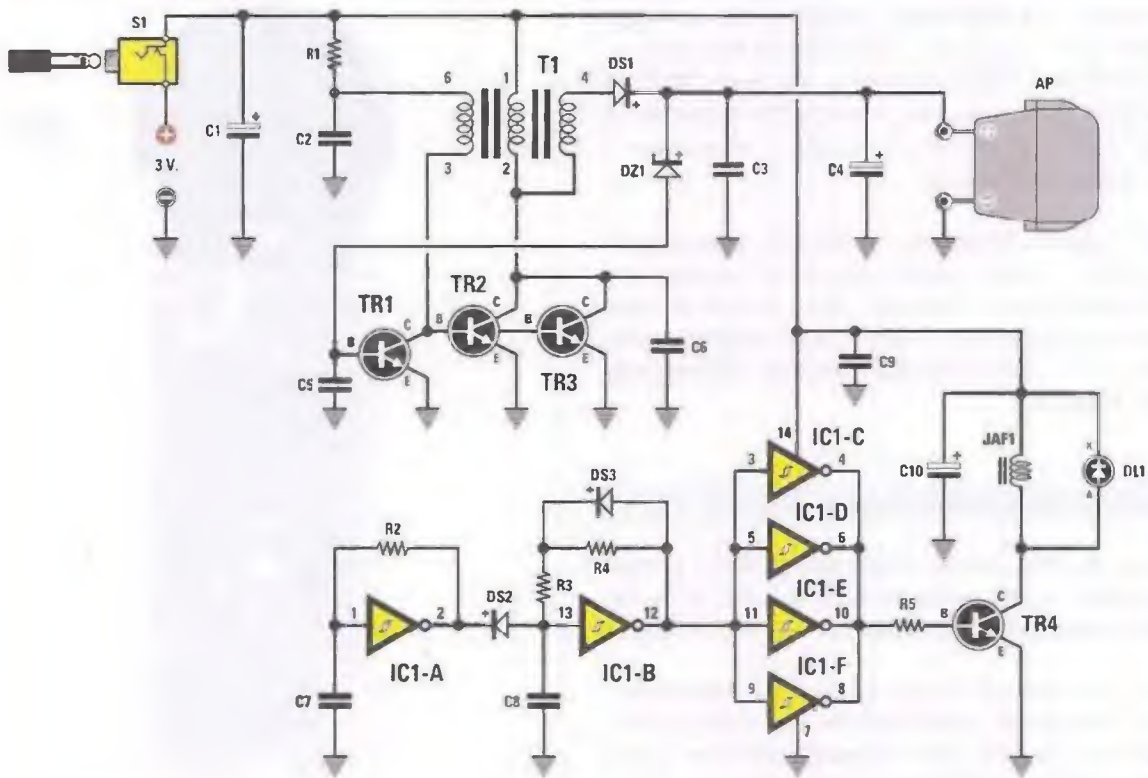 S1
R1
6
1
T1
4
DS1
+
AP
C1
+
C2
3
2
3 V.
DZ1
+
C3
C4
+
TR1
TR2
C
C
B
C
B
B
TR3
E
E
E
C5
C6
C9
14
IC1-C
3
4
C10
+
JAF1
K
DL1
A
DS3
+
IC1-D
5
6
R2
R4
R3
IC1-E
DS2
+
1
2
13
12
11
10
R5
B
C
TR4
E
IC1-A
IC1-B
IC1-F
C7
C8
9
8
7